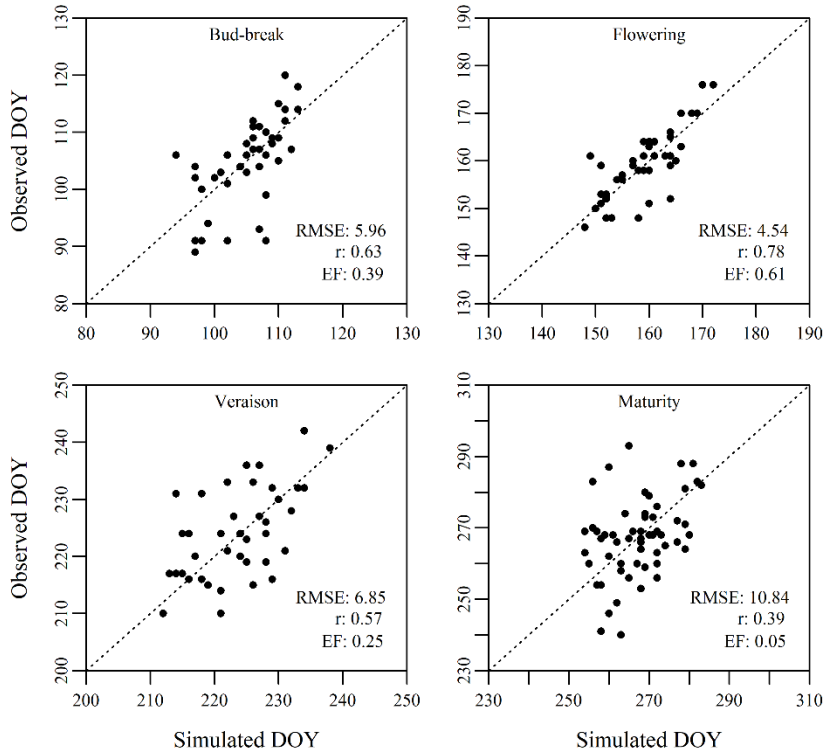 Bud-break
Observed DOY
130
120
110
100
90
80
RMSE: 5.96
r: 0.63
EF: 0.39
80 90 100 110 120 130
Flowering
190
180
170
160
150
140
130
RMSE: 4.54
r: 0.78
EF: 0.61
130 140 150 160 170 180 190
Veraison
Observed DOY
250
240
230
220
210
200
RMSE: 6.85
r: 0.57
EF: 0.25
200 210 220 230 240 250
Simulated DOY
Maturity
310
290
270
250
230
RMSE: 10.84
r: 0.39
EF: 0.05
230 250 270 290 310
Simulated DOY